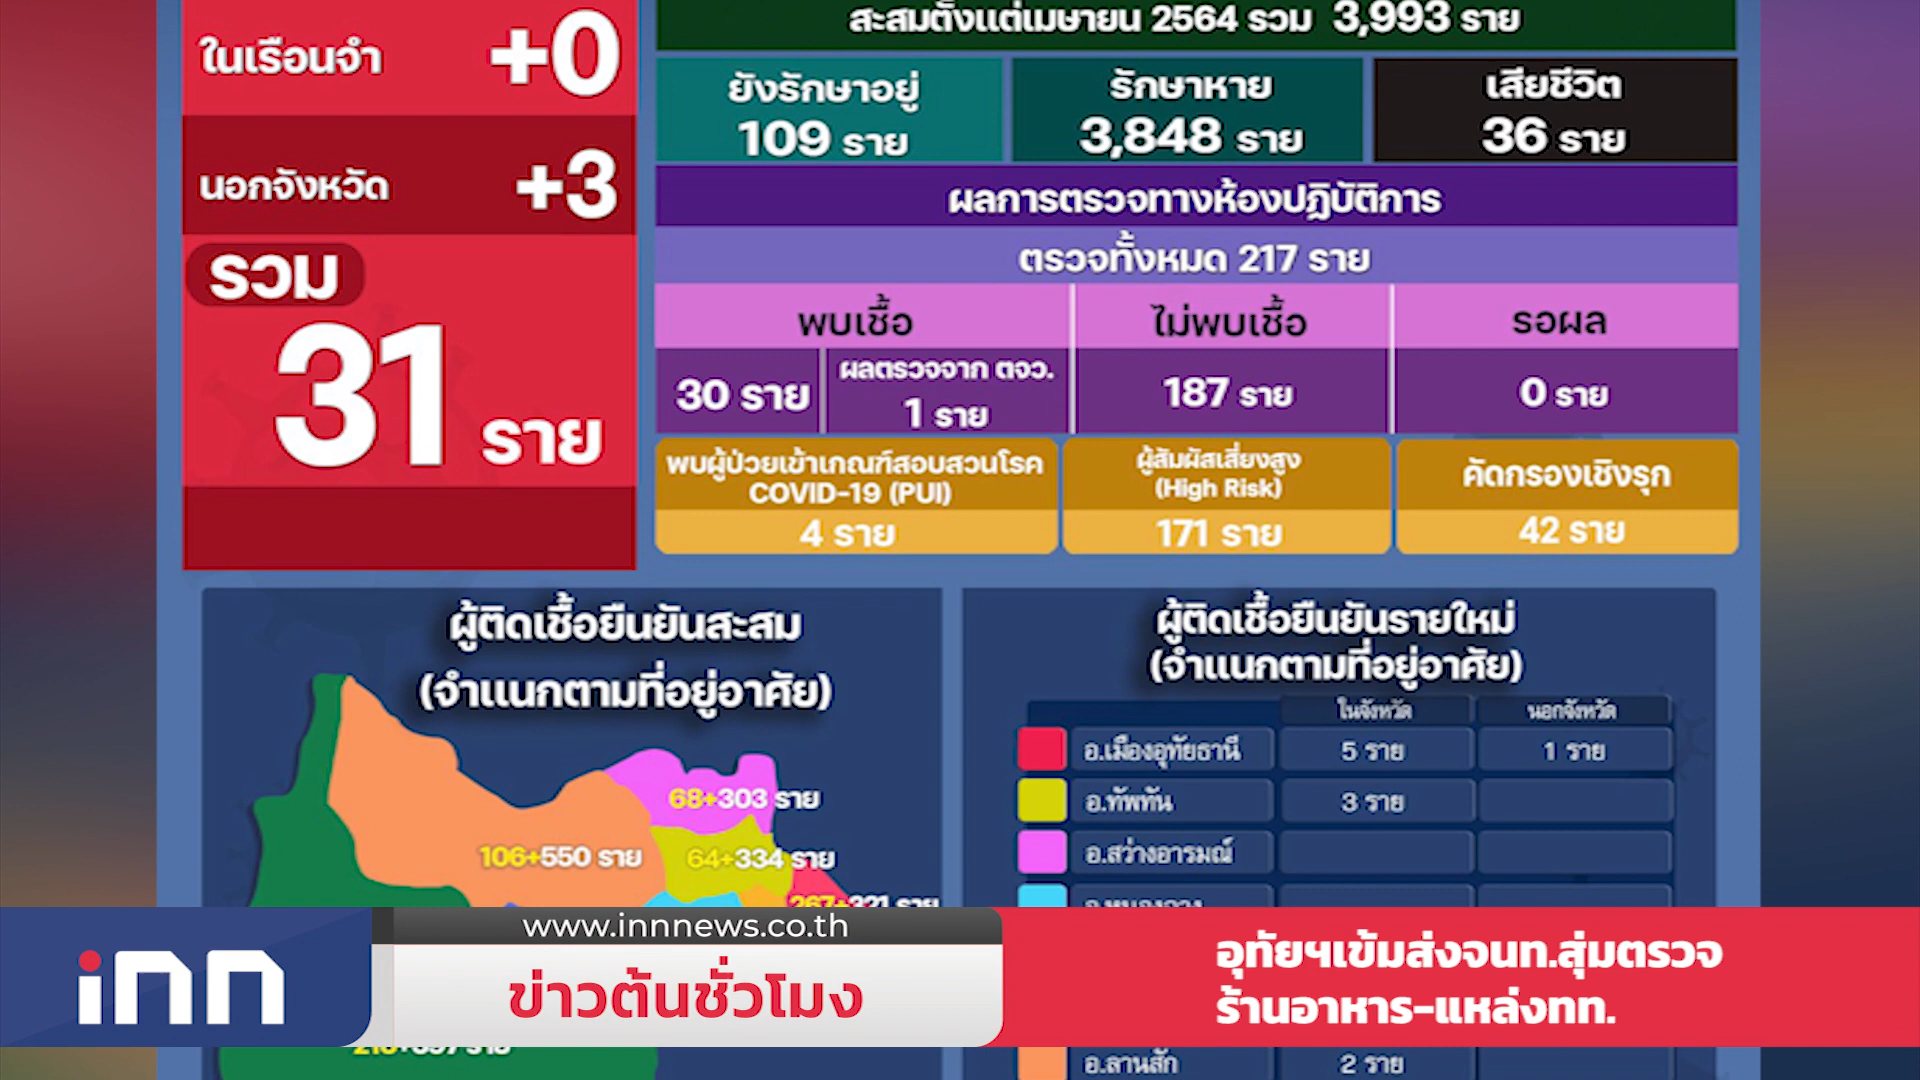 ในเรือนจำ +0
นอกจังหวัด +3
รวม
31 ราย
สะสมตั้งแต่เมษายน 2564 รวม 3,993 ราย
ยังรักษาอยู่
109 ราย
รักษาหาย
3,848 ราย
เสียชีวิต
36 ราย
ผลการตรวจทางห้องปฏิบัติการ
ตรวจทั้งหมด 217 ราย
พบเชื้อ
ไม่พบเชื้อ
รอผล
30 ราย
ผลตรวจจาก ตจว.
1 ราย
187 ราย
0 ราย
พบผู้ป่วยเข้าเกณฑ์สอบสวนโรค
COVID-19 (PUI)
4 ราย
ผู้สัมผัสเสี่ยงสูง
(High Risk)
171 ราย
คัดกรองเชิงรุก
42 ราย
ผู้ติดเชื้อยืนยันสะสม
(จำแนกตามที่อยู่อาศัย)
68+303 ราย
106+550 ราย
64+334 ราย
267+321 ราย
ผู้ติดเชื้อยืนยันรายใหม่
(จำแนกตามที่อยู่อาศัย)
ในจังหวัด นอกจังหวัด
อ.เมืองอุทัยธานี 5 ราย 1 ราย
อ.ทัพทัน 3 ราย
อ.สว่างอารมณ์
อ.ลานสัก 2 ราย
inn
www.innnews.co.th
ข่าวต้นชั่วโมง
อุทัยฯเข้มส่งจนท.สุ่มตรวจ
ร้านอาหาร-แหล่งทท.